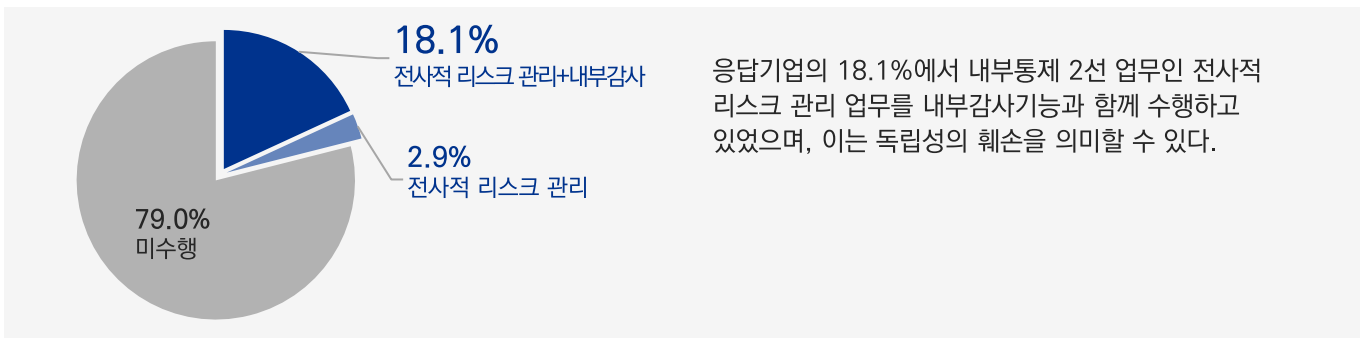 18.1%
전사적 리스크 관리+내부감사
2.9%
전사적 리스크 관리
79.0%
미수행
응답기업의 18.1%에서 내부통제 2선 업무인 전사적
리스크 관리 업무를 내부감사기능과 함께 수행하고
있었으며, 이는 독립성의 훼손을 의미할 수 있다.